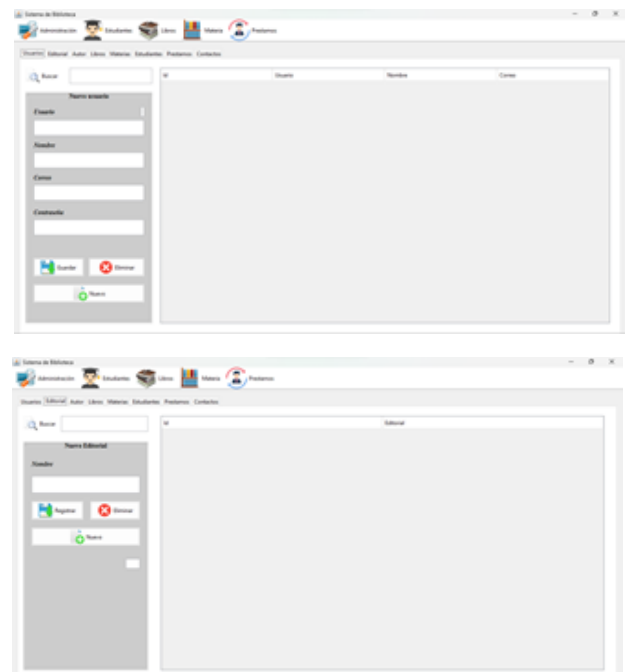 Sistema de Biblioteca
Administración Estudiantes Libros Materia Prestamos
Usuarios Editorial Autor Libros Materias Estudiantes Prestamos Contactos
Buscar
Id Usuario Nombre Correo
Nuevo usuario
Usuario
Nombre
Correo
Contraseña
Guardar Eliminar
Nuevo
Sistema de Biblioteca
Administración Estudiantes Libros Materia Prestamos
Usuarios Editorial Autor Libros Materias Estudiantes Prestamos Contactos
Buscar
Id Editorial
Nueva Editorial
Nombre
Registrar Eliminar
Nuevo